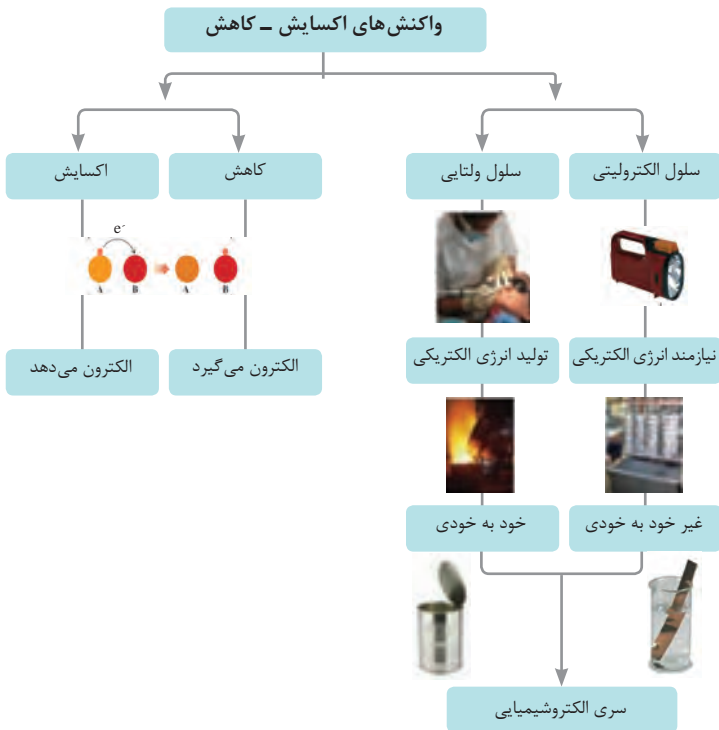 واکنش‌های اکسایش ـ کاهش
سلول الکترولیتی
سلول ولتایی
کاهش
اکسایش
e-
A B A B
نیازمند انرژی الکتریکی
تولید انرژی الکتریکی
الکترون می‌گیرد
الکترون می‌دهد
غیر خود به خودی
خود به خودی
سری الکتروشیمیایی